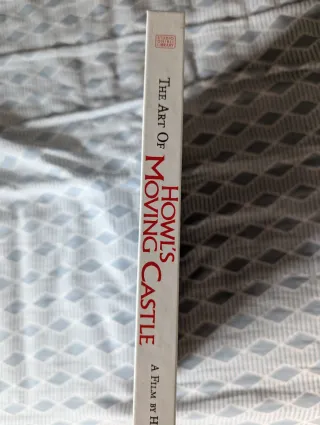 THE ART OF
HOWL'S
MOVING CASTLE
A FILM BY H